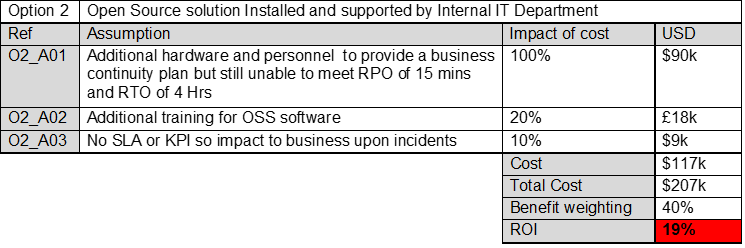 Option 2 Open Source solution Installed and supported by Internal IT Department
Ref Assumption Impact of cost USD
O2_A01 Additional hardware and personnel to provide a business 100% $90k
continuity plan but still unable to meet RPO of 15 mins
and RTO of 4 Hrs
O2_A02 Additional training for OSS software 20% £18k
O2_A03 No SLA or KPI so impact to business upon incidents 10% $9k
Cost $117k
Total Cost $207k
Benefit weighting 40%
ROI 19%